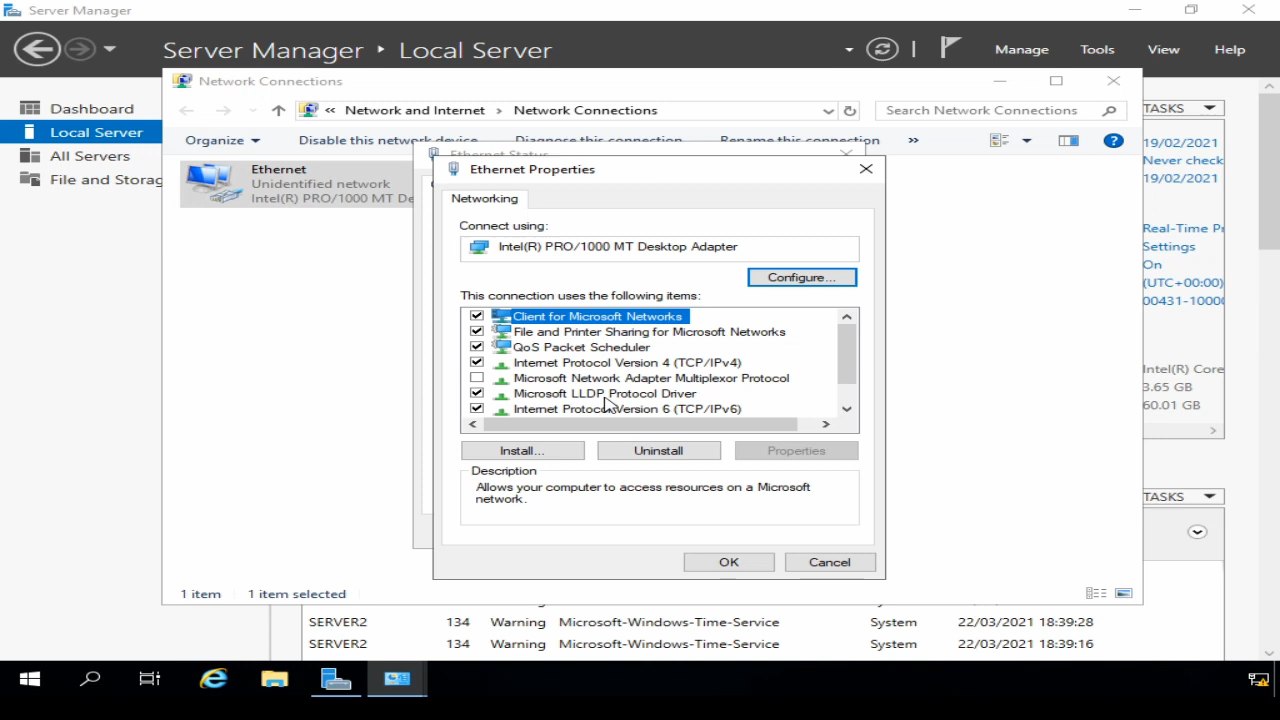 Server Manager
Server Manager ‣ Local Server
Manage Tools View Help
Network Connections
« Network and Internet › Network Connections
Search Network Connections
Organize
Disable this network device
Diagnose this connection
Rename this connection
»
Dashboard
Local Server
All Servers
File and Storag
Ethernet
Unidentified network
Intel(R) PRO/1000 MT De
Ethernet Status
Ethernet Properties
Networking
Connect using:
Intel(R) PRO/1000 MT Desktop Adapter
Configure...
This connection uses the following items:
Client for Microsoft Networks
File and Printer Sharing for Microsoft Networks
QoS Packet Scheduler
Internet Protocol Version 4 (TCP/IPv4)
Microsoft Network Adapter Multiplexor Protocol
Microsoft LLDP Protocol Driver
Internet Protocol Version 6 (TCP/IPv6)
Install...
Uninstall
Properties
Description
Allows your computer to access resources on a Microsoft
network.
OK
Cancel
TASKS
19/02/2021
Never check
19/02/2021
Real-Time Pr
Settings
On
(UTC+00:00)
00431-1000
Intel(R) Core
3.65 GB
60.01 GB
TASKS
1 item
1 item selected
SERVER2 134 Warning Microsoft-Windows-Time-Service System 22/03/2021 18:39:28
SERVER2 134 Warning Microsoft-Windows-Time-Service System 22/03/2021 18:39:16